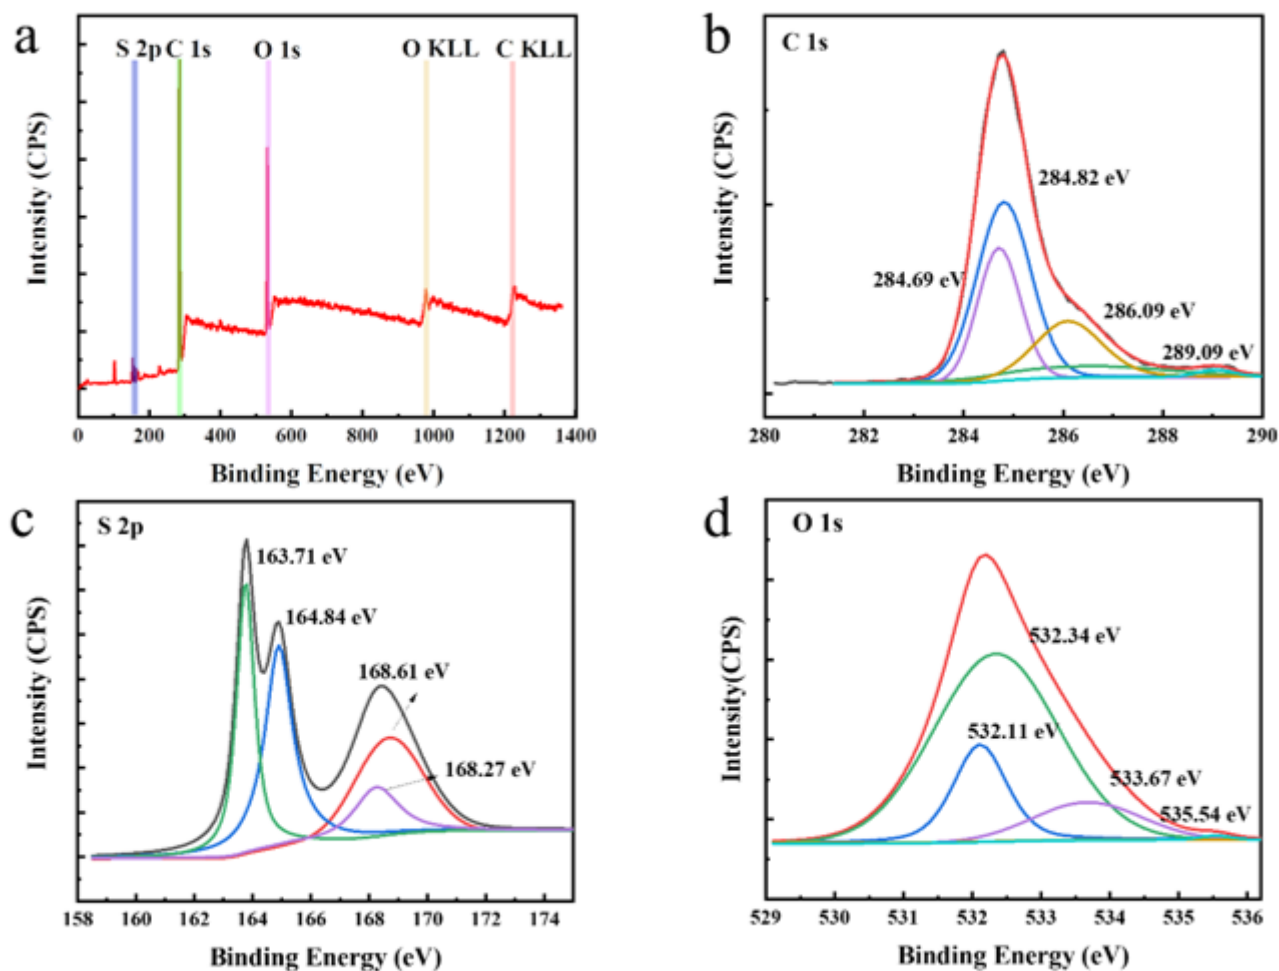 a
S 2p C 1s O 1s O KLL C KLL
Intensity (CPS)
0 200 400 600 800 1000 1200 1400
Binding Energy (eV)
b
C 1s
284.82 eV
284.69 eV
286.09 eV
289.09 eV
Intensity (CPS)
280 282 284 286 288 290
Binding Energy (eV)
c
S 2p
163.71 eV
164.84 eV
168.61 eV
168.27 eV
Intensity (CPS)
158 160 162 164 166 168 170 172 174
Binding Energy (eV)
d
O 1s
532.34 eV
532.11 eV
533.67 eV
535.54 eV
Intensity(CPS)
529 530 531 532 533 534 535 536
Binding Energy (eV)